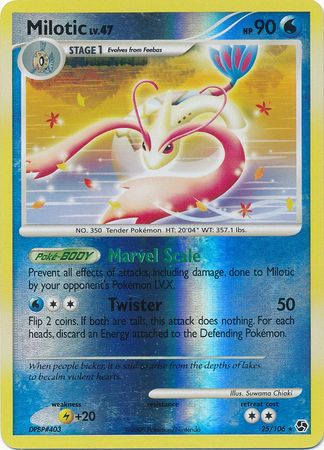 Milotic LV.47 HP 90
STAGE 1 Evolves from Feebas
NO. 350 Tender Pokémon HT: 20'04" WT: 357.1 lbs.
Poké-BODY Marvel Scale
Prevent all effects of attacks, including damage, done to Milotic
by your opponent's Pokémon LV.X.
Twister 50
Flip 2 coins. If both are tails, this attack does nothing. For each
heads, discard an Energy attached to the Defending Pokémon.
When people bicker, it is said to arise from the depths of lakes
to becalm violent hearts.
Illus. Suwama Chiaki
weakness resistance retreat cost
+20
DPBP#403 Pokémon/Nintendo 25/106 ★